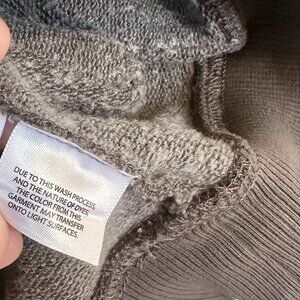 DUE TO THIS WASH PROCESS
AND THE NATURE OF DYES
THE COLOR FROM THIS
GARMENT MAY TRANSFER
ONTO LIGHT SURFACES.